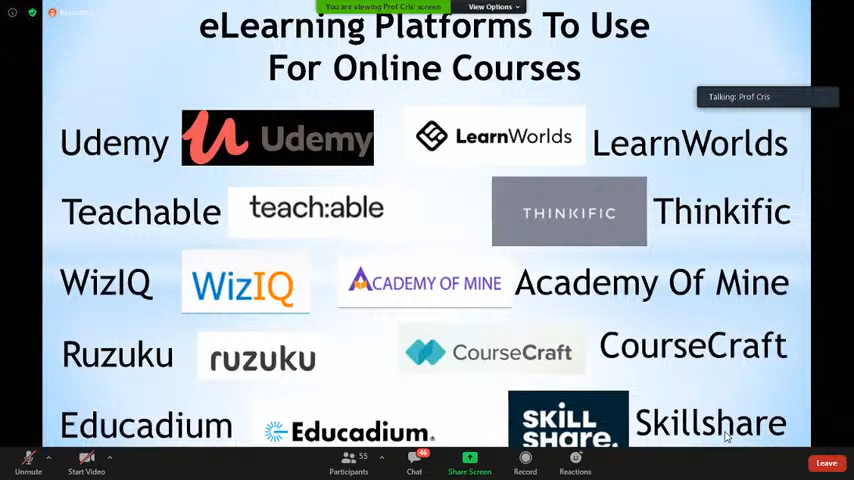 You are viewing Prof Cris' screen
View Options
eLearning Platforms To Use
For Online Courses
Talking: Prof Cris
Udemy Udemy LearnWorlds LearnWorlds
Teachable teach:able THINKIFIC Thinkific
WizIQ WizIQ ACADEMY OF MINE Academy Of Mine
Ruzuku ruzuku CourseCraft CourseCraft
Educadium Educadium® SKILL Skillshare
share.
55
46
Unmute Start Video Participants Chat Share Screen Record Reactions Leave